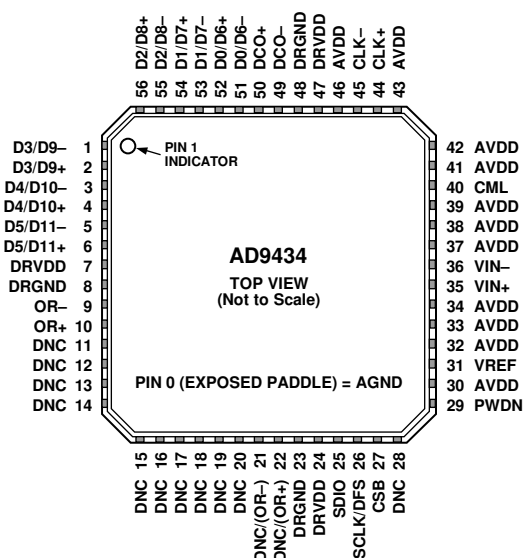 56 D2/D8+
55 D2/D8–
54 D1/D7+
53 D1/D7–
52 D0/D6+
51 D0/D6–
50 DCO+
49 DCO–
48 DRGND
47 DRVDD
46 AVDD
45 CLK–
44 CLK+
43 AVDD
D3/D9– 1
D3/D9+ 2
D4/D10– 3
D4/D10+ 4
D5/D11– 5
D5/D11+ 6
DRVDD 7
DRGND 8
OR– 9
OR+ 10
DNC 11
DNC 12
DNC 13
DNC 14
PIN 1
INDICATOR
AD9434
TOP VIEW
(Not to Scale)
PIN 0 (EXPOSED PADDLE) = AGND
42 AVDD
41 AVDD
40 CML
39 AVDD
38 AVDD
37 AVDD
36 VIN–
35 VIN+
34 AVDD
33 AVDD
32 AVDD
31 VREF
30 AVDD
29 PWDN
DNC 15
DNC 16
DNC 17
DNC 18
DNC 19
DNC 20
DNC/(OR–) 21
DNC/(OR+) 22
DRGND 23
DRVDD 24
SDIO 25
SCLK/DFS 26
CSB 27
DNC 28